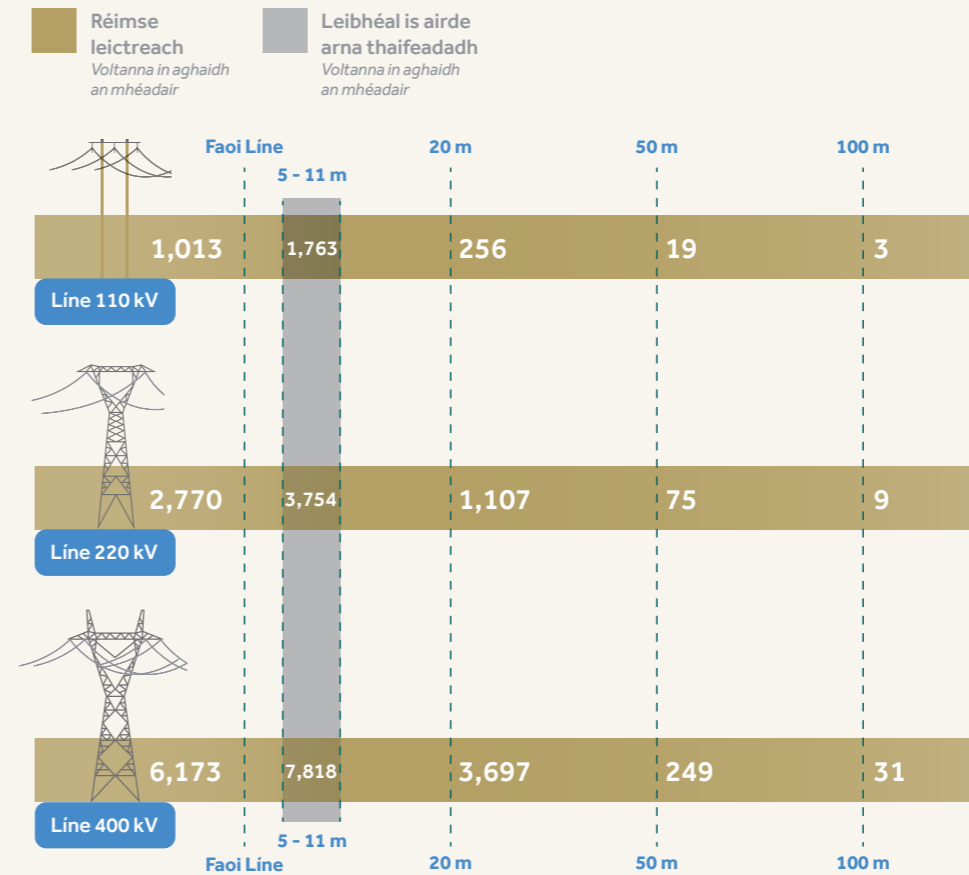 Réimse
leictreach
Voltanna in aghaidh
an mhéadair
Leibhéal is airde
arna thaifeadadh
Voltanna in aghaidh
an mhéadair
Faoi Líne 20 m 50 m 100 m
5 - 11 m
1,013 1,763 256 19 3
Líne 110 kV
2,770 3,754 1,107 75 9
Líne 220 kV
6,173 7,818 3,697 249 31
Líne 400 kV
5 - 11 m
Faoi Líne 20 m 50 m 100 m